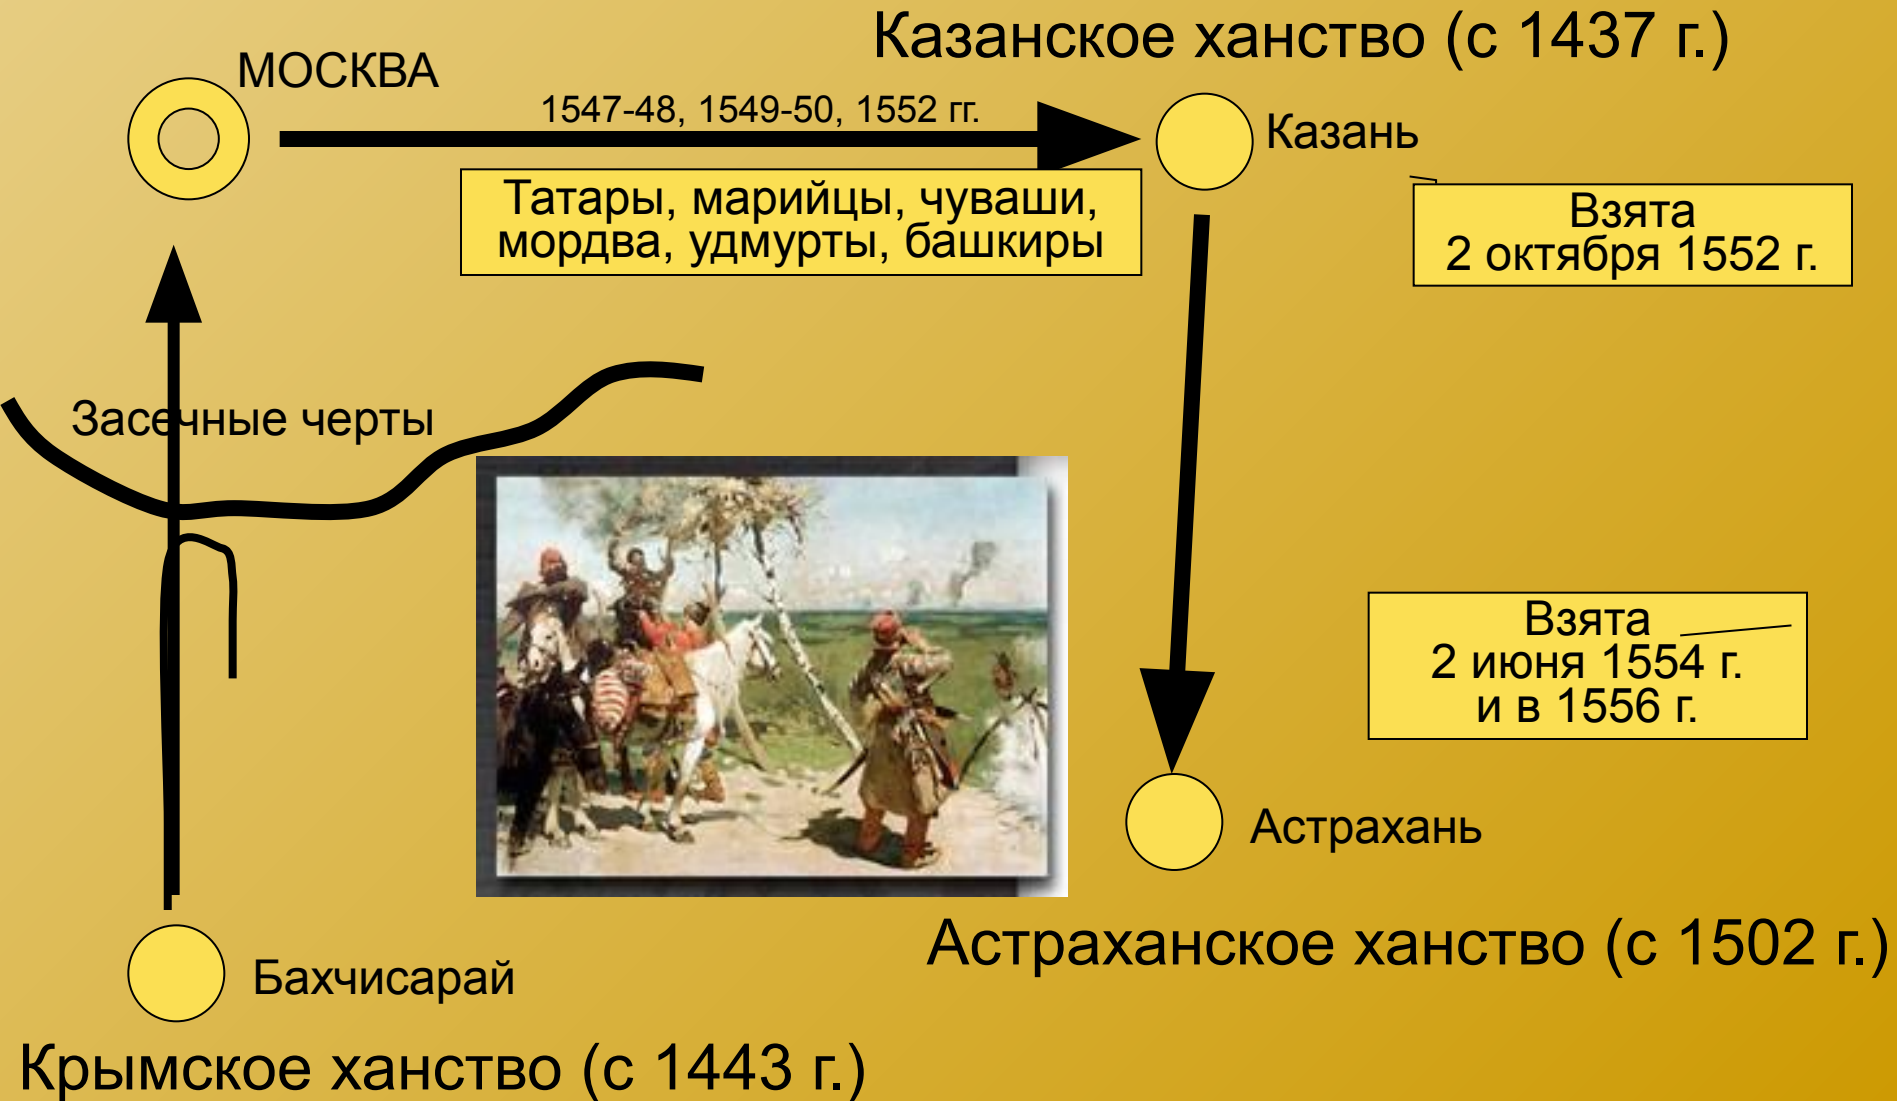 Казанское ханство (с 1437 г.)
МОСКВА
1547-48, 1549-50, 1552 гг.
Казань
Татары, марийцы, чуваши,
мордва, удмурты, башкиры
Взята
2 октября 1552 г.
Засечные черты
Взята
2 июня 1554 г.
и в 1556 г.
Астрахань
Астраханское ханство (с 1502 г.)
Бахчисарай
Крымское ханство (с 1443 г.)